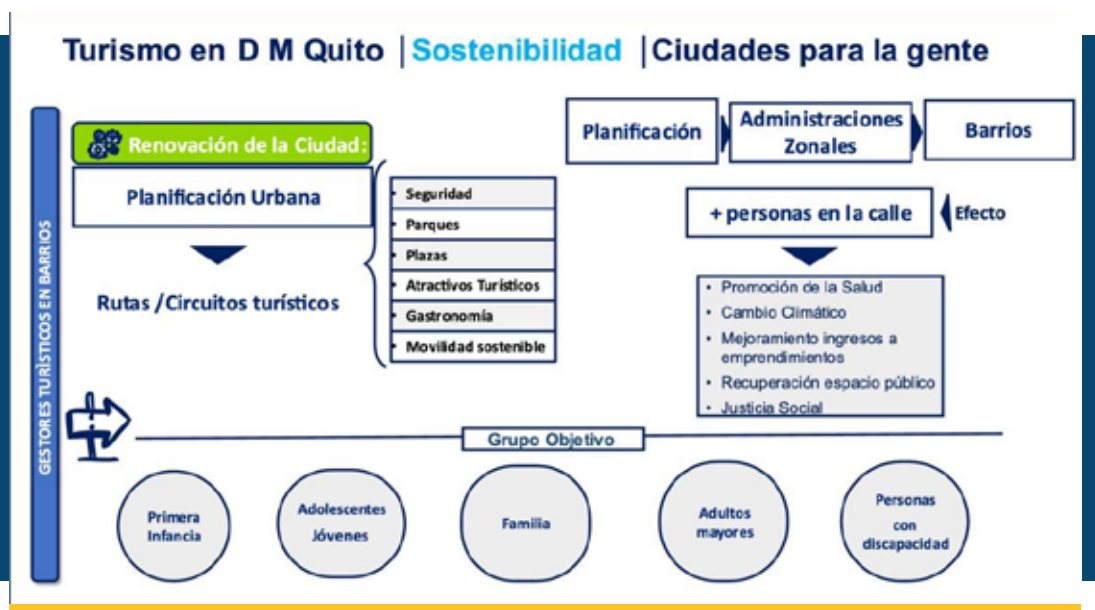 Turismo en D M Quito |Sostenibilidad |Ciudades para la gente
GESTORES TURÍSTICOS EN BARRIOS
Renovación de la Ciudad:
Planificación Urbana
Rutas /Circuitos turísticos
• Seguridad
• Parques
• Plazas
• Atractivos Turísticos
• Gastronomía
• Movilidad sostenible
Planificación
Administraciones
Zonales
Barrios
+ personas en la calle
Efecto
• Promoción de la Salud
• Cambio Climático
• Mejoramiento ingresos a
emprendimientos
• Recuperación espacio público
• Justicia Social
Grupo Objetivo
Primera
Infancia
Adolescentes
Jóvenes
Familia
Adultos
mayores
Personas
con
discapacidad